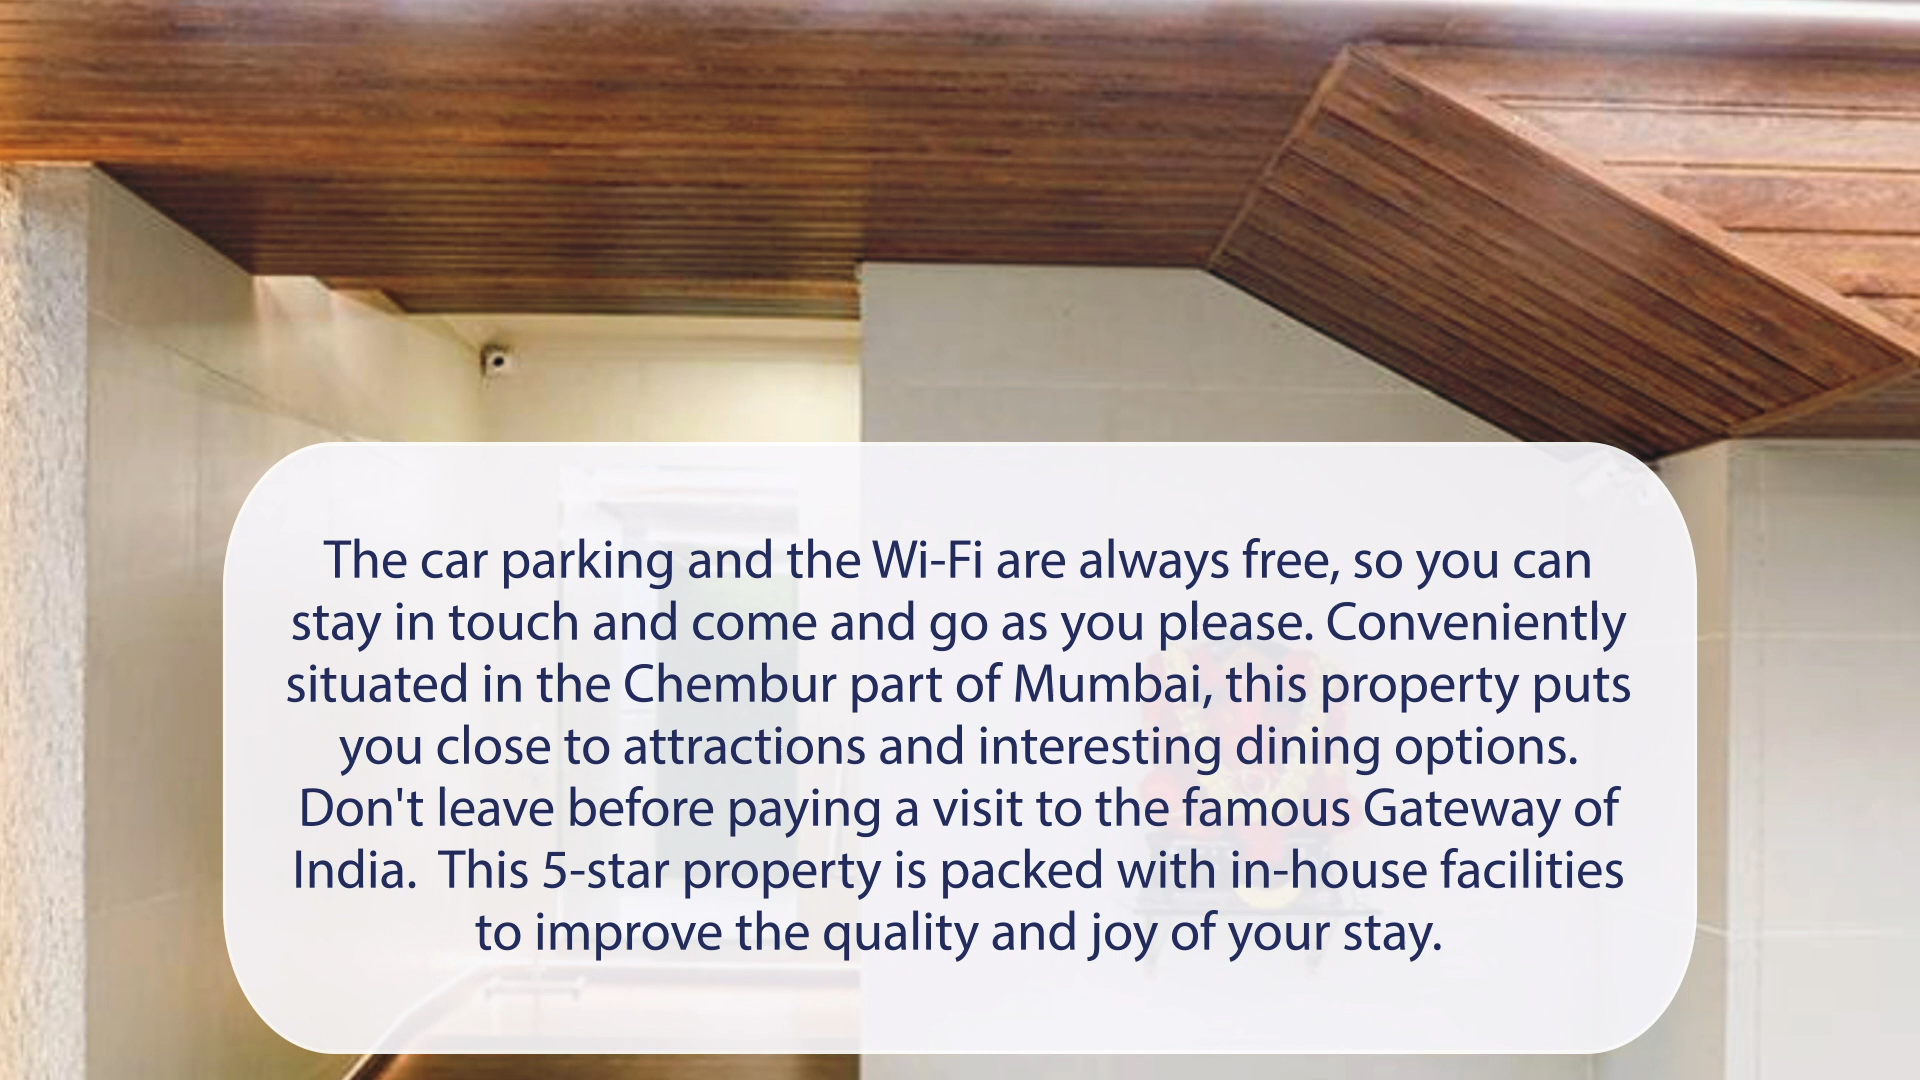 The car parking and the Wi-Fi are always free, so you can
stay in touch and come and go as you please. Conveniently
situated in the Chembur part of Mumbai, this property puts
you close to attractions and interesting dining options.
Don't leave before paying a visit to the famous Gateway of
India.  This 5-star property is packed with in-house facilities
to improve the quality and joy of your stay.